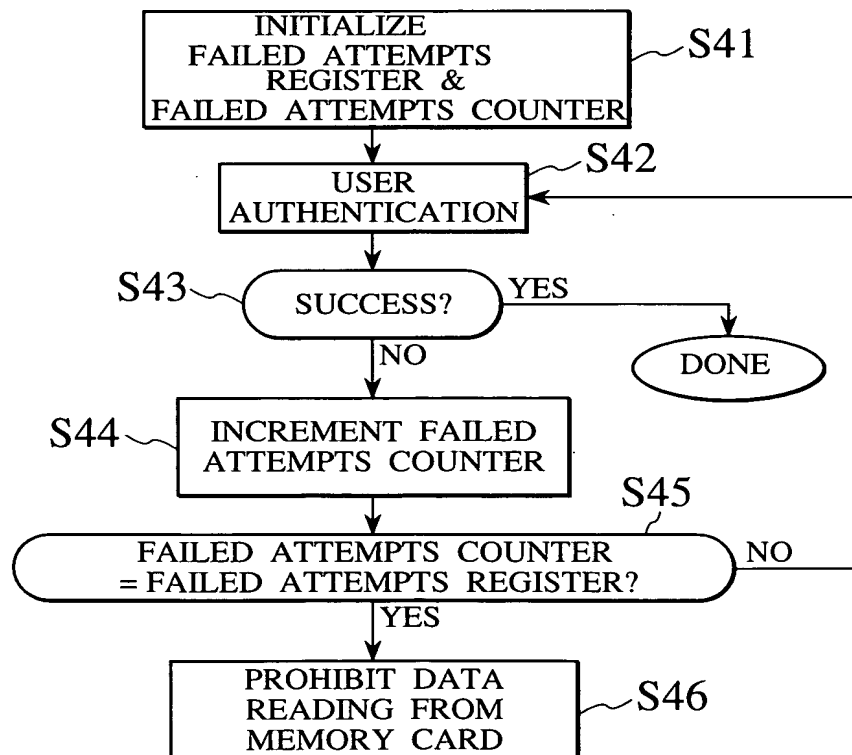 INITIALIZE
FAILED ATTEMPTS
REGISTER &
FAILED ATTEMPTS COUNTER
S41
S42
USER
AUTHENTICATION
S43
SUCCESS?
YES
NO
DONE
S44
INCREMENT FAILED
ATTEMPTS COUNTER
S45
FAILED ATTEMPTS COUNTER
= FAILED ATTEMPTS REGISTER?
NO
YES
PROHIBIT DATA
READING FROM
MEMORY CARD
S46